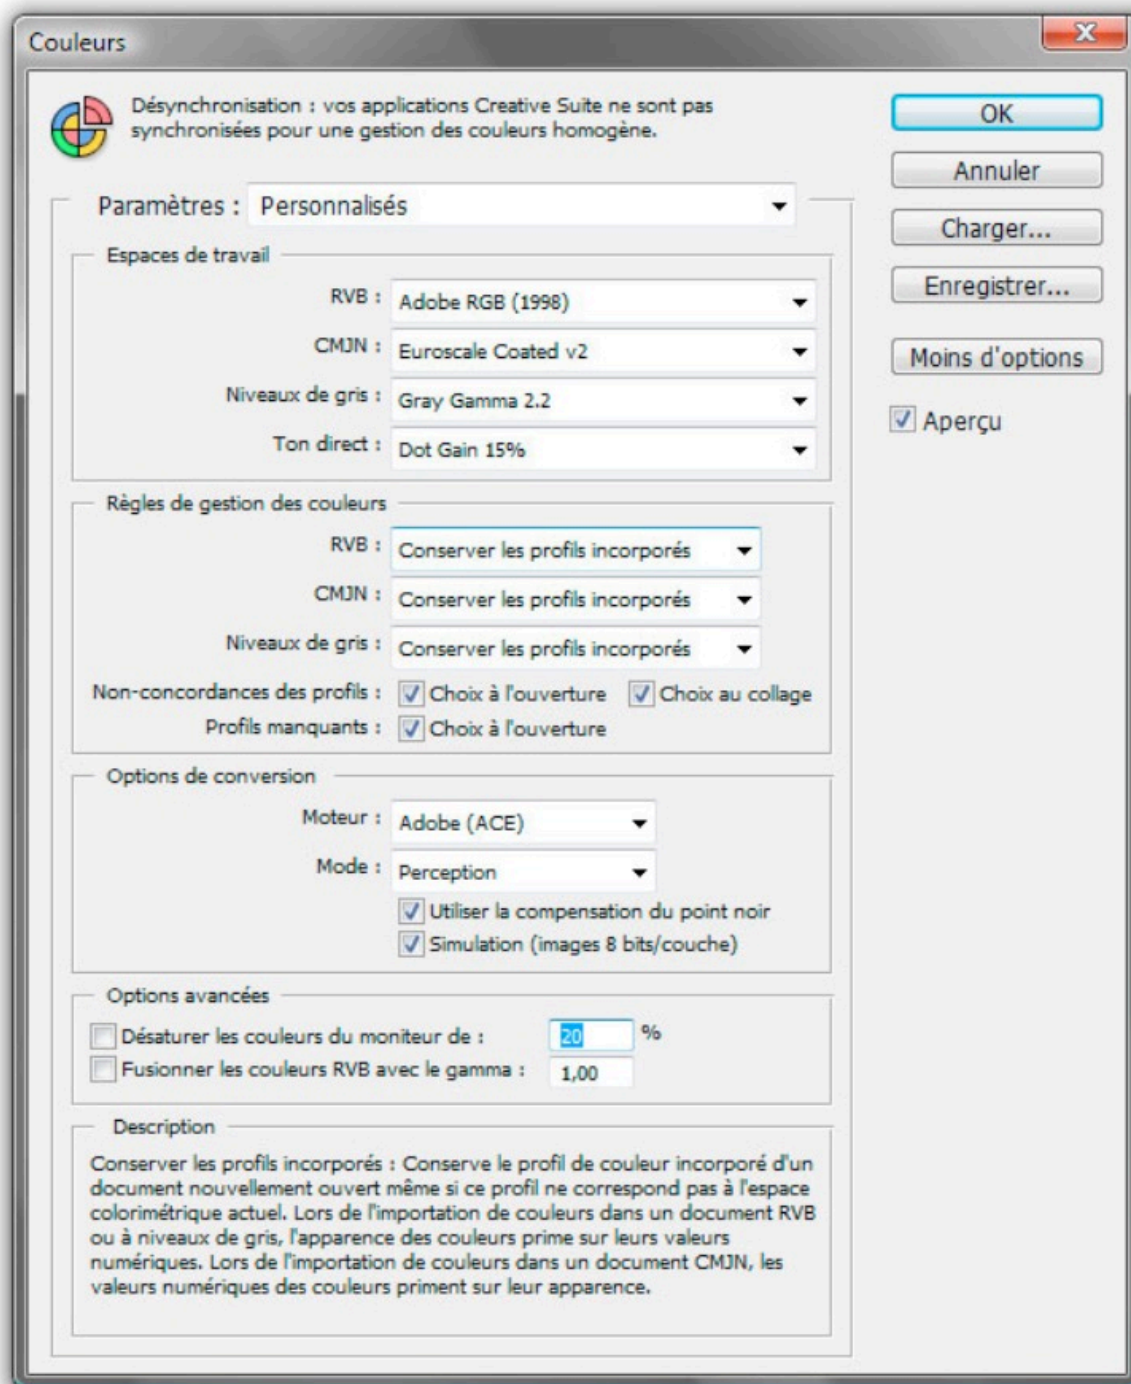 Couleurs
Désynchronisation : vos applications Creative Suite ne sont pas
synchronisées pour une gestion des couleurs homogène.
OK
Annuler
Charger...
Enregistrer...
Moins d'options
Aperçu
Paramètres : Personnalisés
Espaces de travail
RVB : Adobe RGB (1998)
CMJN : Euroscale Coated v2
Niveaux de gris : Gray Gamma 2.2
Ton direct : Dot Gain 15%
Règles de gestion des couleurs
RVB : Conserver les profils incorporés
CMJN : Conserver les profils incorporés
Niveaux de gris : Conserver les profils incorporés
Non-concordances des profils : Choix à l'ouverture Choix au collage
Profils manquants : Choix à l'ouverture
Options de conversion
Moteur : Adobe (ACE)
Mode : Perception
Utiliser la compensation du point noir
Simulation (images 8 bits/couche)
Options avancées
Désaturer les couleurs du moniteur de : 20 %
Fusionner les couleurs RVB avec le gamma : 1,00
Description
Conserver les profils incorporés : Conserve le profil de couleur incorporé d'un
document nouvellement ouvert même si ce profil ne correspond pas à l'espace
colorimétrique actuel. Lors de l'importation de couleurs dans un document RVB
ou à niveaux de gris, l'apparence des couleurs prime sur leurs valeurs
numériques. Lors de l'importation de couleurs dans un document CMJN, les
valeurs numériques des couleurs priment sur leur apparence.